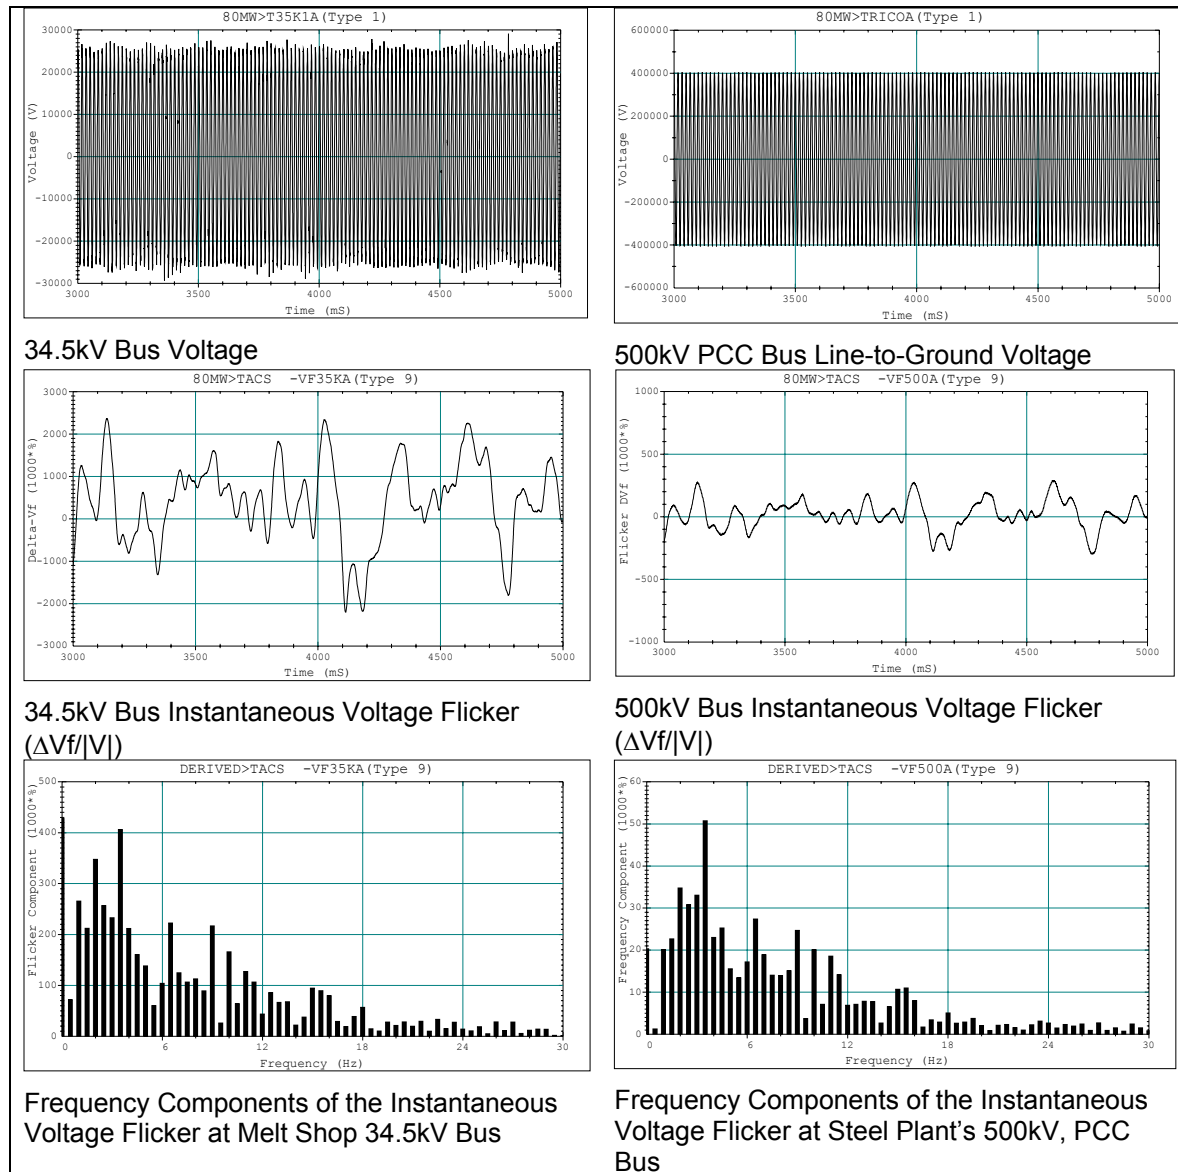 80MW>T35K1A(Type 1)
30000
20000
10000
0
-10000
-20000
-30000
Voltage (V)
3000 3500 4000 4500 5000
Time (mS)
34.5kV Bus Voltage
80MW>TRICOA(Type 1)
600000
400000
200000
0
-200000
-400000
-600000
Voltage (V)
3000 3500 4000 4500 5000
Time (mS)
500kV PCC Bus Line-to-Ground Voltage
80MW>TACS -VF35KA(Type 9)
3000
2000
1000
0
-1000
-2000
-3000
Delta-Vf (1000*%)
3000 3500 4000 4500 5000
Time (mS)
34.5kV Bus Instantaneous Voltage Flicker
(ΔVf/|V|)
80MW>TACS -VF500A(Type 9)
1000
500
0
-500
-1000
Flicker DVf (1000*%)
3000 3500 4000 4500 5000
Time (mS)
500kV Bus Instantaneous Voltage Flicker
(ΔVf/|V|)
DERIVED>TACS -VF35KA(Type 9)
500
400
300
200
100
0
Flicker Component (1000*%)
0 6 12 18 24 30
Frequency (Hz)
Frequency Components of the Instantaneous
Voltage Flicker at Melt Shop 34.5kV Bus
DERIVED>TACS -VF500A(Type 9)
60
50
40
30
20
10
0
Frequency Component (1000*%)
0 6 12 18 24 30
Frequency (Hz)
Frequency Components of the Instantaneous
Voltage Flicker at Steel Plant's 500kV, PCC
Bus